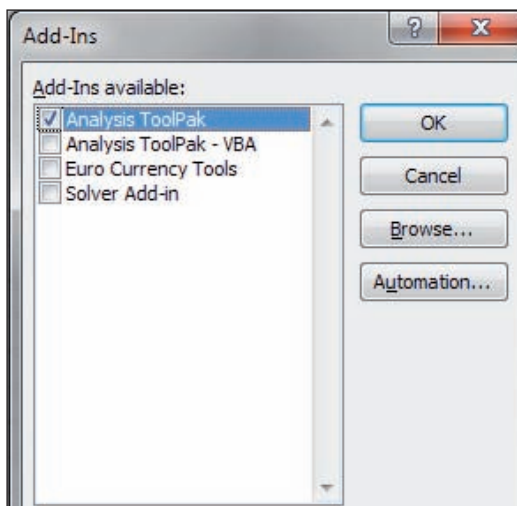 Add-Ins
?
X
Add-Ins available:
Analysis ToolPak
Analysis ToolPak - VBA
Euro Currency Tools
Solver Add-in
OK
Cancel
Browse...
Automation...